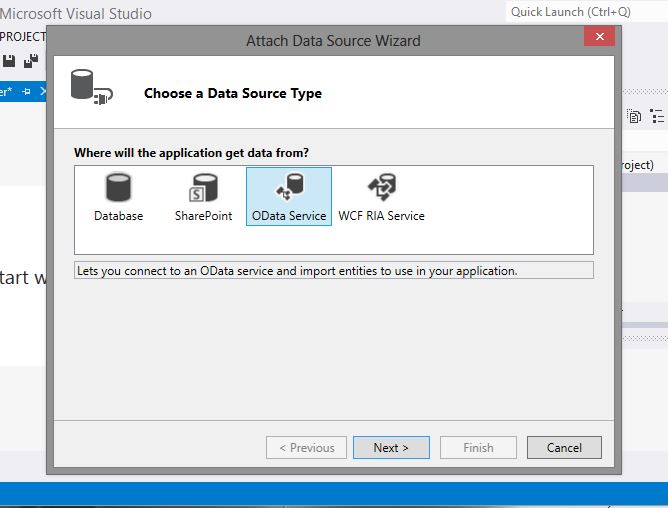 Microsoft Visual Studio
Quick Launch (Ctrl+Q)
PROJECT
Attach Data Source Wizard
er*
Choose a Data Source Type
Where will the application get data from?
Database
SharePoint
OData Service
WCF RIA Service
Lets you connect to an OData service and import entities to use in your application.
roject)
tart w
< Previous
Next >
Finish
Cancel